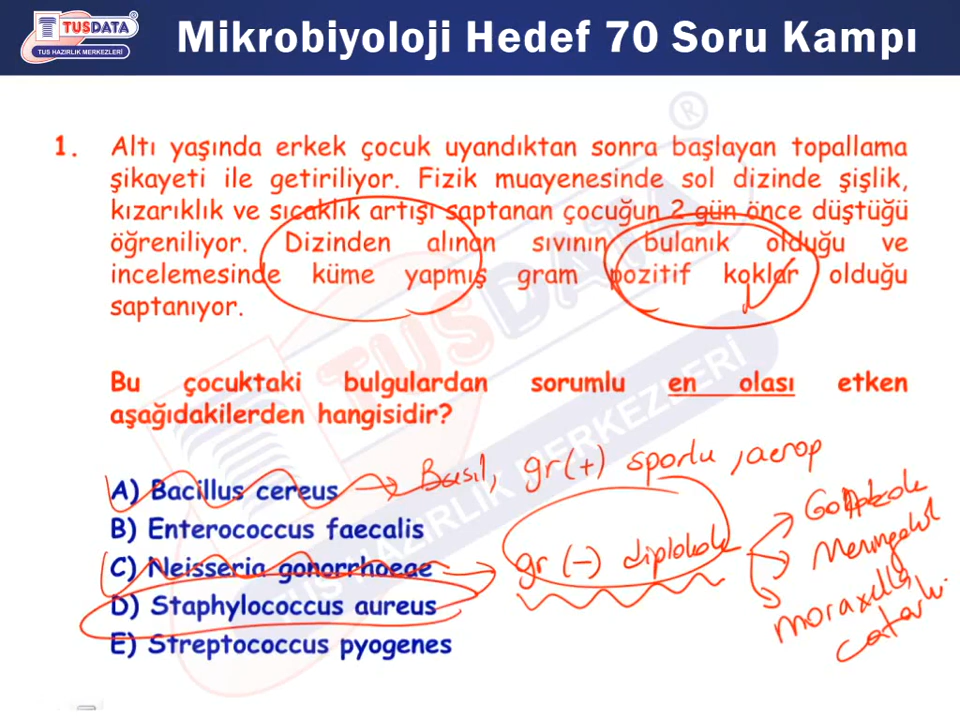 TUSDATA
TUS HAZIRLIK MERKEZLERİ
Mikrobiyoloji Hedef 70 Soru Kampı
1. Altı yaşında erkek çocuk uyandıktan sonra başlayan topallama
şikayeti ile getiriliyor. Fizik muayenesinde sol dizinde şişlik,
kızarıklık ve sıcaklık artışı saptanan çocuğun 2 gün önce düştüğü
öğreniliyor. Dizinden alınan sıvının bulanık olduğu ve
incelemesinde küme yapmış gram pozitif koklar olduğu
saptanıyor.
Bu çocuktaki bulgulardan sorumlu en olası etken
aşağıdakilerden hangisidir?
A) Bacillus cereus → Basil, gr(+) sporlu, aerop
B) Enterococcus faecalis
C) Neisseria gonorrhoeae → gr (-) diplokok
D) Staphylococcus aureus
E) Streptococcus pyogenes
moraxella
TUSDATA
TUS HAZIRLIK MERKEZLERİ
®